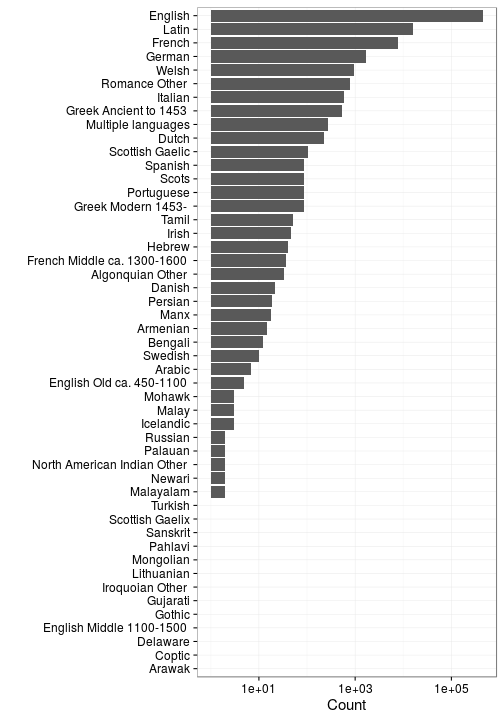 English
Latin
French
German
Welsh
Romance Other
Italian
Greek Ancient to 1453
Multiple languages
Dutch
Scottish Gaelic
Spanish
Scots
Portuguese
Greek Modern 1453-
Tamil
Irish
Hebrew
French Middle ca. 1300-1600
Algonquian Other
Danish
Persian
Manx
Armenian
Bengali
Swedish
Arabic
English Old ca. 450-1100
Mohawk
Malay
Icelandic
Russian
Palauan
North American Indian Other
Newari
Malayalam
Turkish
Scottish Gaelix
Sanskrit
Pahlavi
Mongolian
Lithuanian
Iroquoian Other
Gujarati
Gothic
English Middle 1100-1500
Delaware
Coptic
Arawak
1e+01 1e+03 1e+05
Count